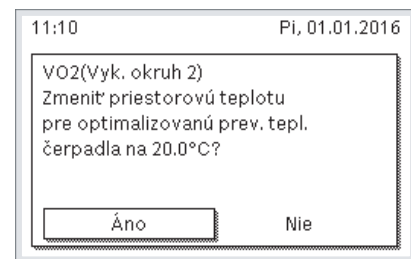 11:10 Pi, 01.01.2016
VO2(Vyk. okruh 2)
Zmeniť priestorovú teplotu
pre optimalizovanú prev. tepl.
čerpadla na 20.0°C?
Áno Nie